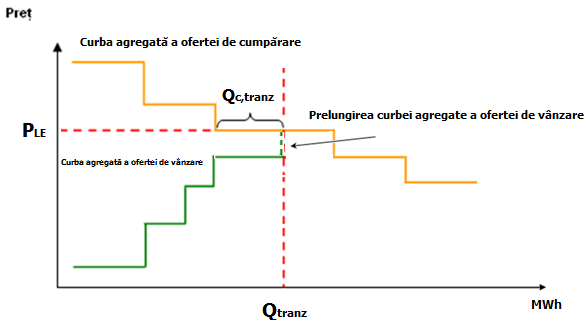 Preț
Curba agregată a ofertei de cumpărare
Qc,tranz
Prelungirea curbei agregate a ofertei de vânzare
PLE
Curba agregată a ofertei de vânzare
MWh
Qtranz